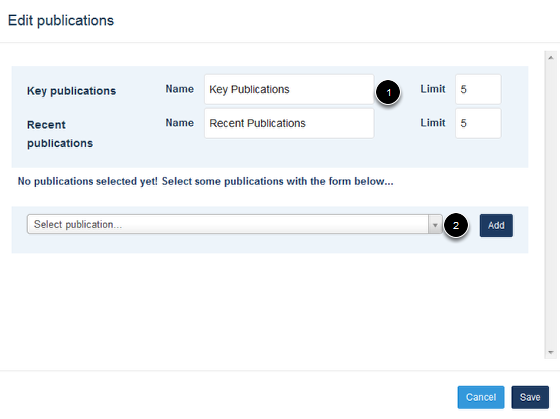 Edit publications
Key publications Name Key Publications 1 Limit 5
Recent publications Name Recent Publications Limit 5
No publications selected yet! Select some publications with the form below...
Select publication... 2 Add
Cancel Save